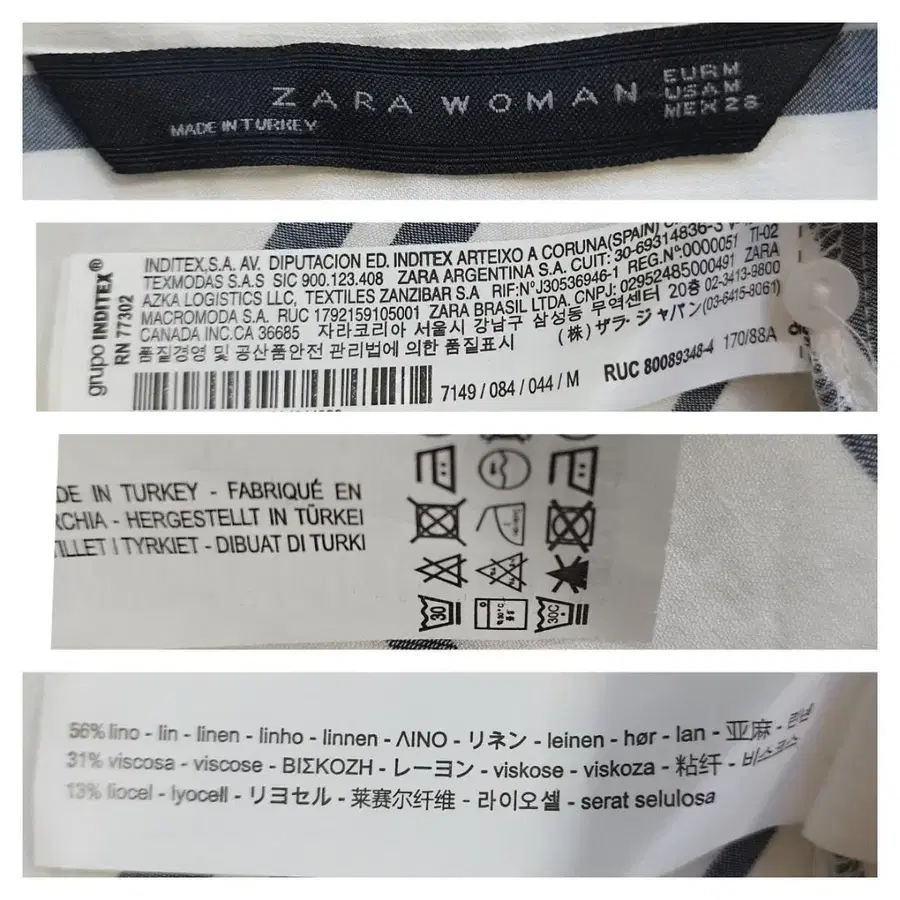 ZARA WOMAN
EUR M
USA M
MEX 28
MADE IN TURKEY
grupo INDITEX®
RN 77302
INDITEX,S.A. AV. DIPUTACION ED. INDITEX ARTEIXO A CORUNA(SPAIN)
TEXMODAS S.A.S SIC 900.123.408 ZARA ARGENTINA S.A. CUIT: 30-69314836-3
AZKA LOGISTICS LLC, TEXTILES ZANZIBAR S.A RIF:N°J30536946-1 REG.N°:0000051 TI-02
MACROMODA S.A. RUC 1792159105001 ZARA BRASIL LTDA. CNPJ: 02952485000491 ZARA
CANADA INC.CA 36685 자라코리아 서울시 강남구 삼성동 무역센터 20층 02-3413-9800
품질경영 및 공산품안전 관리법에 의한 품질표시 (株) ザラ・ジャパン(03-6415-8061)
7149 / 084 / 044 / M RUC 80089348-4 170/88A
DE IN TURKEY - FABRIQUÉ EN
RCHIA - HERGESTELLT IN TÜRKEI
TILLET I TYRKIET - DIBUAT DI TURKI
30
30C
56% lino - lin - linen - linho - linnen - ΛΙΝΟ - リネン - leinen - hør - lan - 亚麻 - 린넨
31% viscosa - viscose - ΒΙΣΚΟΖΗ - レーヨン - viskose - viskoza - 粘纤 - 비스코스
13% liocel - lyocell - リヨセル - 莱赛尔纤维 - 라이오셀 - serat selulosa